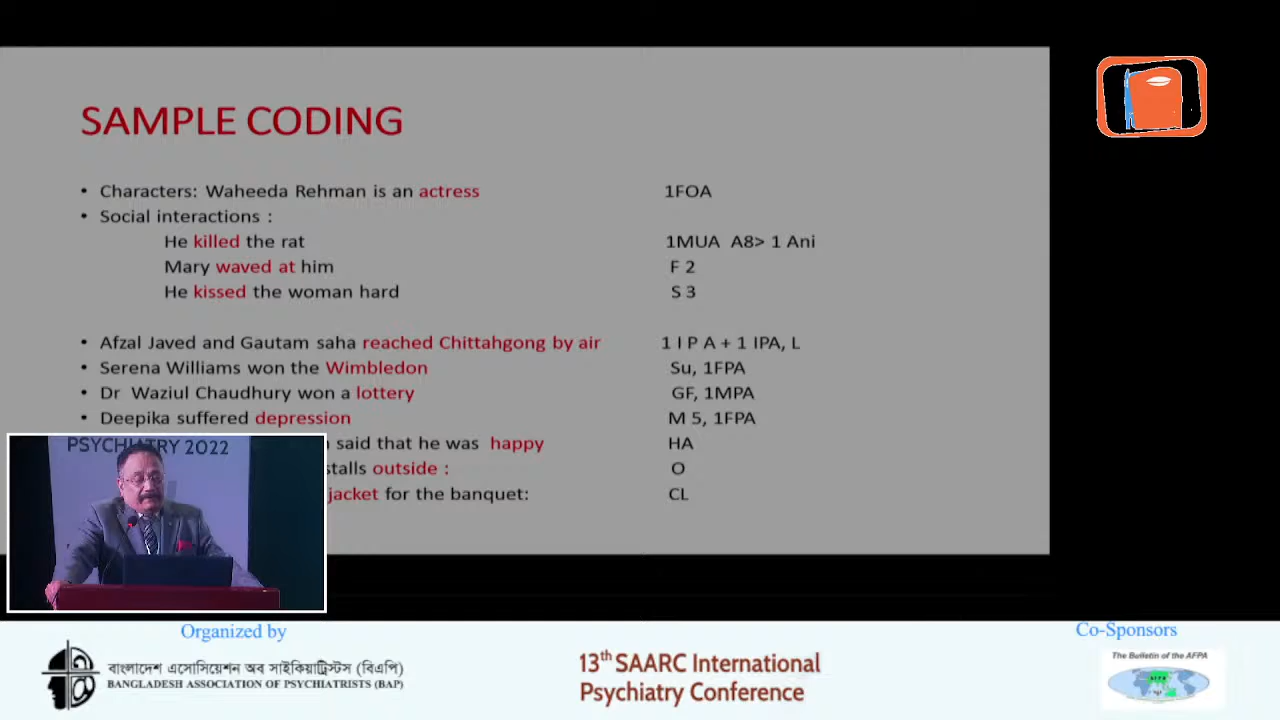 SAMPLE CODING
• Characters: Waheeda Rehman is an actress 1FOA
• Social interactions :
He killed the rat 1MUA A8> 1 Ani
Mary waved at him F 2
He kissed the woman hard S 3
• Afzal Javed and Gautam saha reached Chittahgong by air 1 I P A + 1 IPA, L
• Serena Williams won the Wimbledon Su, 1FPA
• Dr Waziul Chaudhury won a lottery GF, 1MPA
• Deepika suffered depression M 5, 1FPA
said that he was happy HA
stalls outside : O
jacket for the banquet: CL
PSYCHIATRY 2022
Organized by
বাংলাদেশ এসোসিয়েশন অব সাইকিয়াট্রিস্টস (বিএপি)
BANGLADESH ASSOCIATION OF PSYCHIATRISTS (BAP)
13th SAARC International
Psychiatry Conference
Co-Sponsors
The Bulletin of the AFPA
AFPA